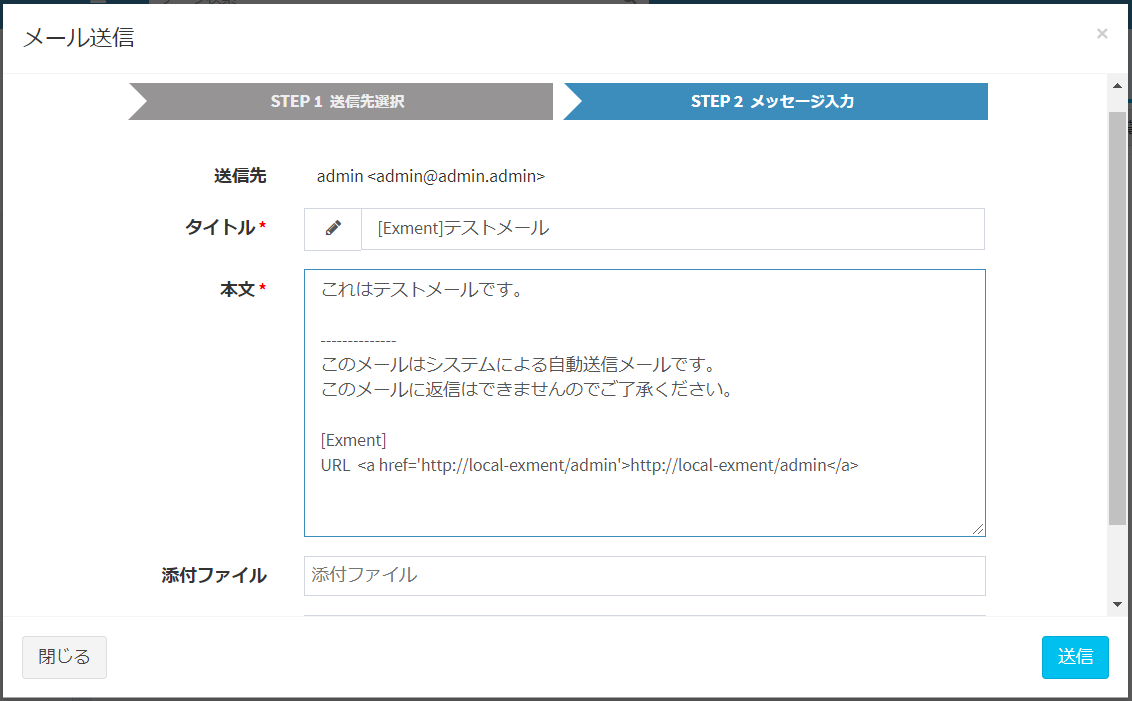 メール送信
×
STEP 1 送信先選択
STEP 2 メッセージ入力
送信先 admin <admin@admin.admin>
タイトル* [Exment]テストメール
本文* これはテストメールです。
--------------
このメールはシステムによる自動送信メールです。
このメールに返信はできませんのでご了承ください。
[Exment]
URL <a href='http://local-exment/admin'>http://local-exment/admin</a>
添付ファイル 添付ファイル
閉じる
送信